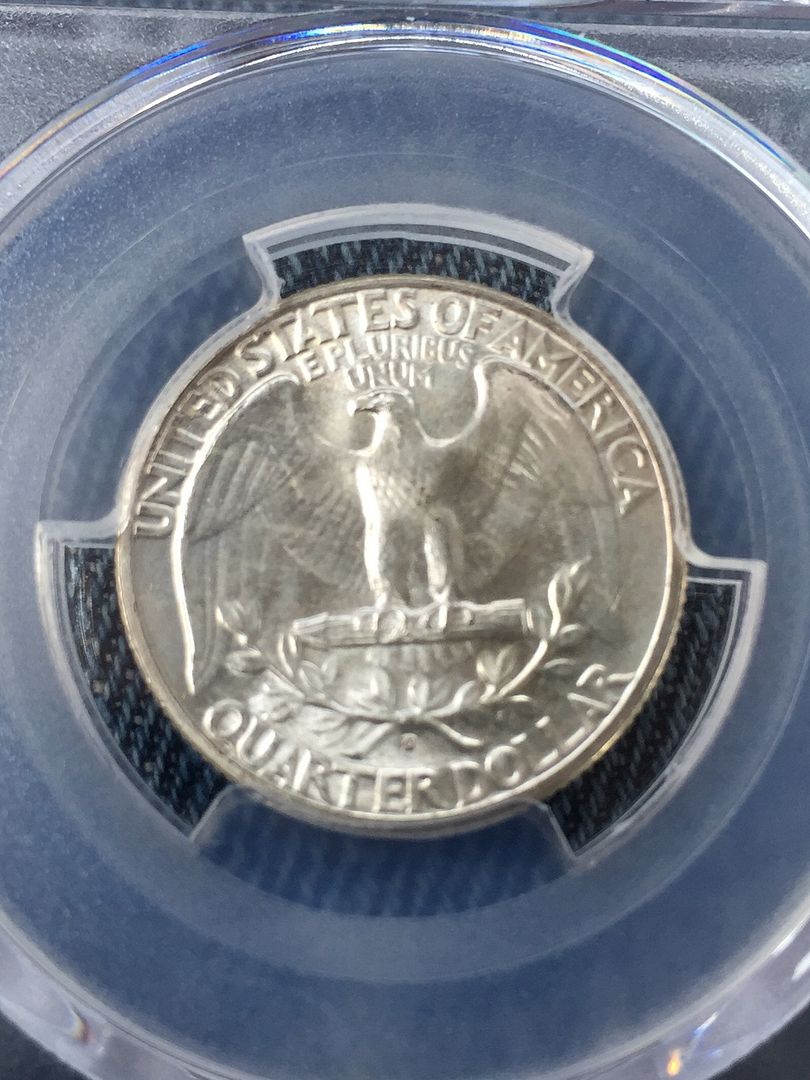 UNITED STATES OF AMERICA
E PLURIBUS
UNUM
QUARTER DOLLAR